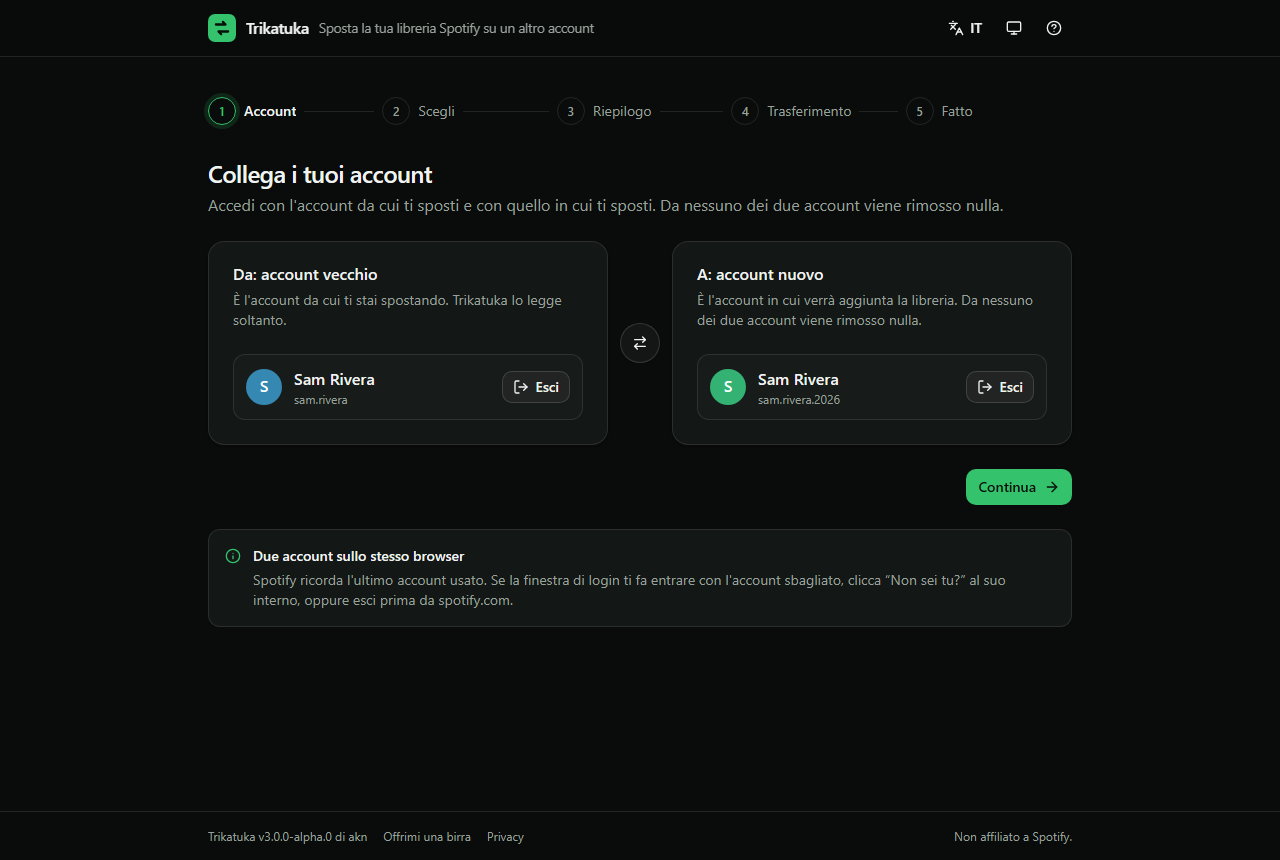 Trikatuka Sposta la tua libreria Spotify su un altro account
IT
1 Account
2 Scegli
3 Riepilogo
4 Trasferimento
5 Fatto
Collega i tuoi account
Accedi con l'account da cui ti sposti e con quello in cui ti sposti. Da nessuno dei due account viene rimosso nulla.
Da: account vecchio
È l'account da cui ti stai spostando. Trikatuka lo legge
soltanto.
S
Sam Rivera
sam.rivera
Esci
A: account nuovo
È l'account in cui verrà aggiunta la libreria. Da nessuno
dei due account viene rimosso nulla.
S
Sam Rivera
sam.rivera.2026
Esci
Continua
Due account sullo stesso browser
Spotify ricorda l'ultimo account usato. Se la finestra di login ti fa entrare con l'account sbagliato, clicca “Non sei tu?” al suo
interno, oppure esci prima da spotify.com.
Trikatuka v3.0.0-alpha.0 di akn
Offrimi una birra
Privacy
Non affiliato a Spotify.